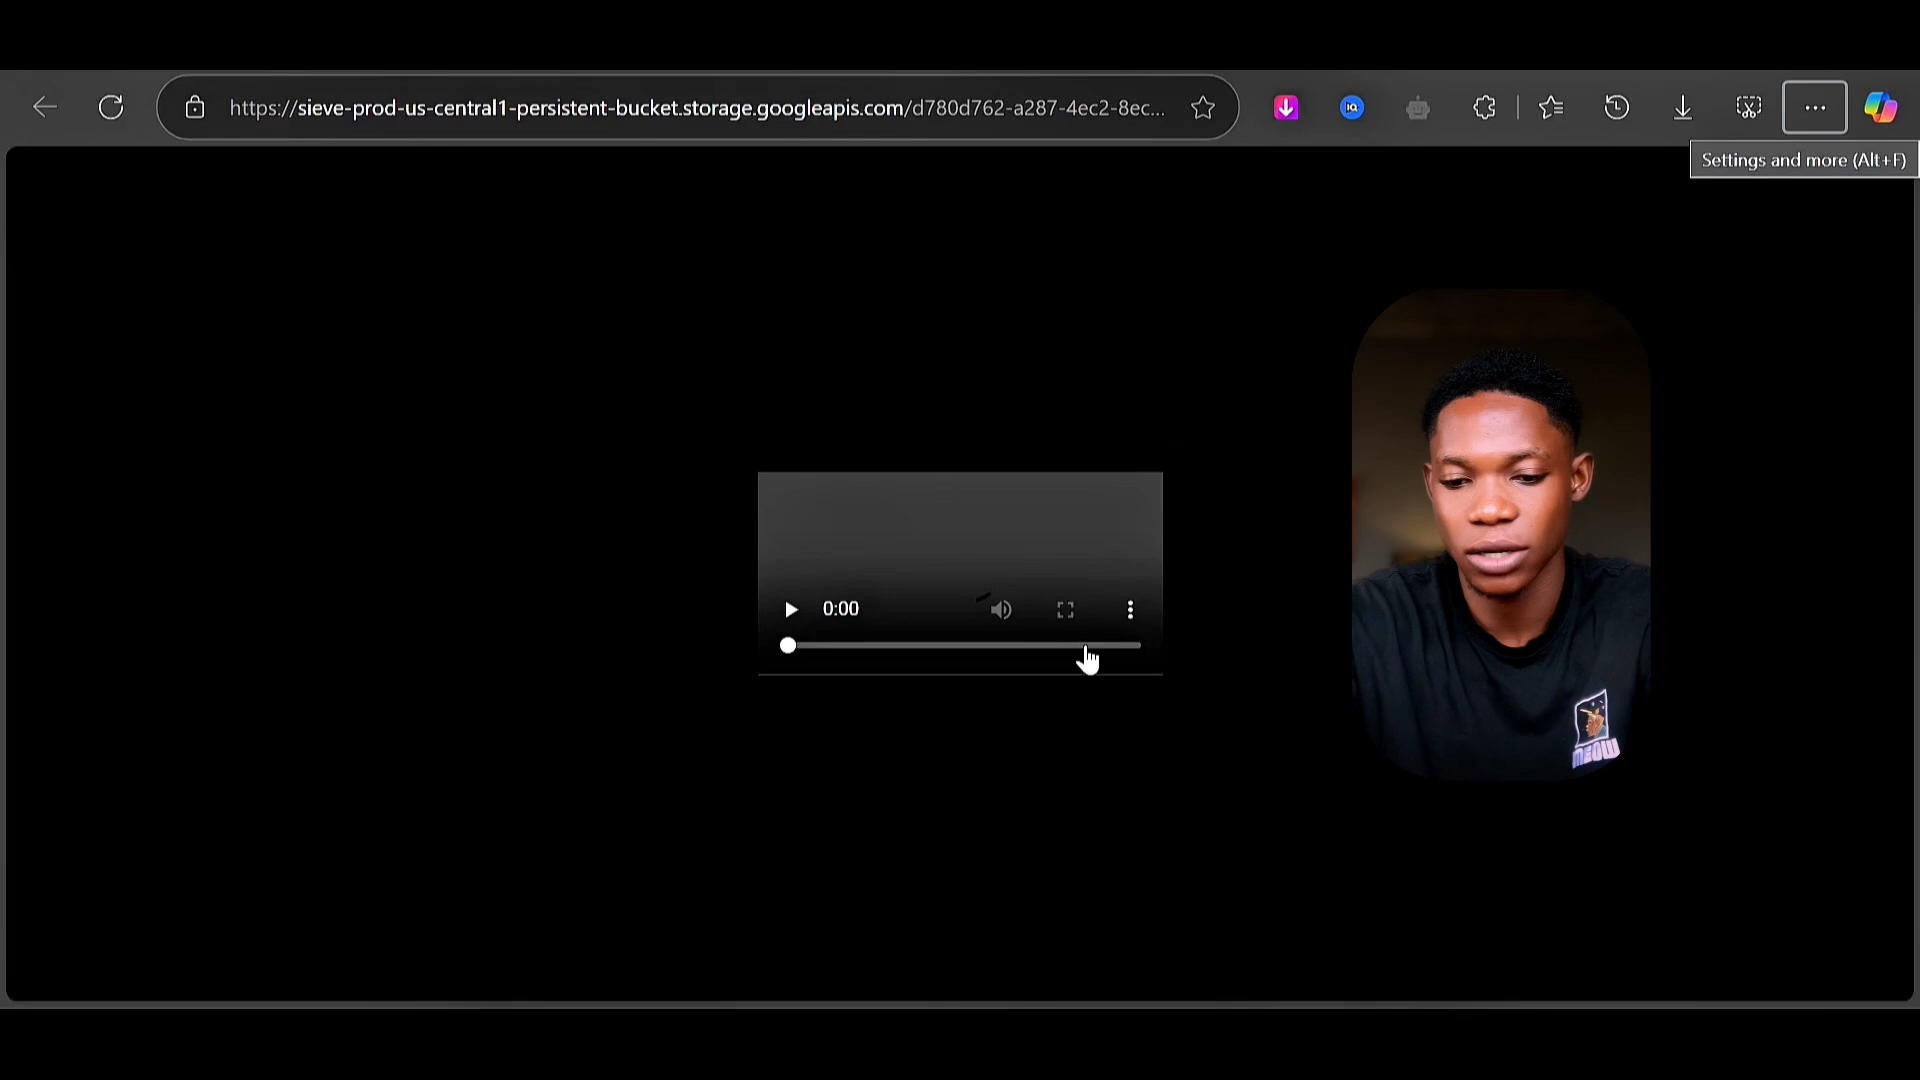 https://sieve-prod-us-central1-persistent-bucket.storage.googleapis.com/d780d762-a287-4ec2-8ec...
IQ
Settings and more (Alt+F)
0:00
MEOW